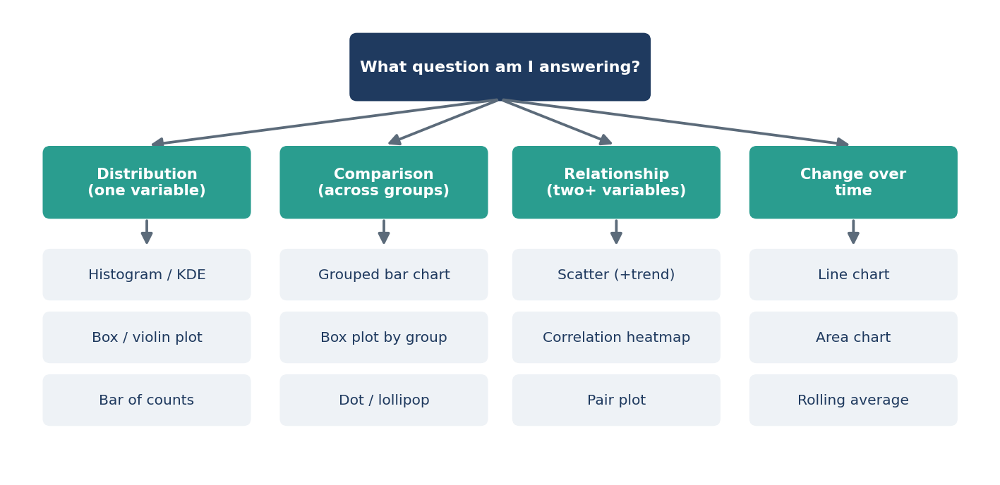 What question am I answering?
Distribution
(one variable)
Comparison
(across groups)
Relationship
(two+ variables)
Change over
time
Histogram / KDE
Grouped bar chart
Scatter (+trend)
Line chart
Box / violin plot
Box plot by group
Correlation heatmap
Area chart
Bar of counts
Dot / lollipop
Pair plot
Rolling average